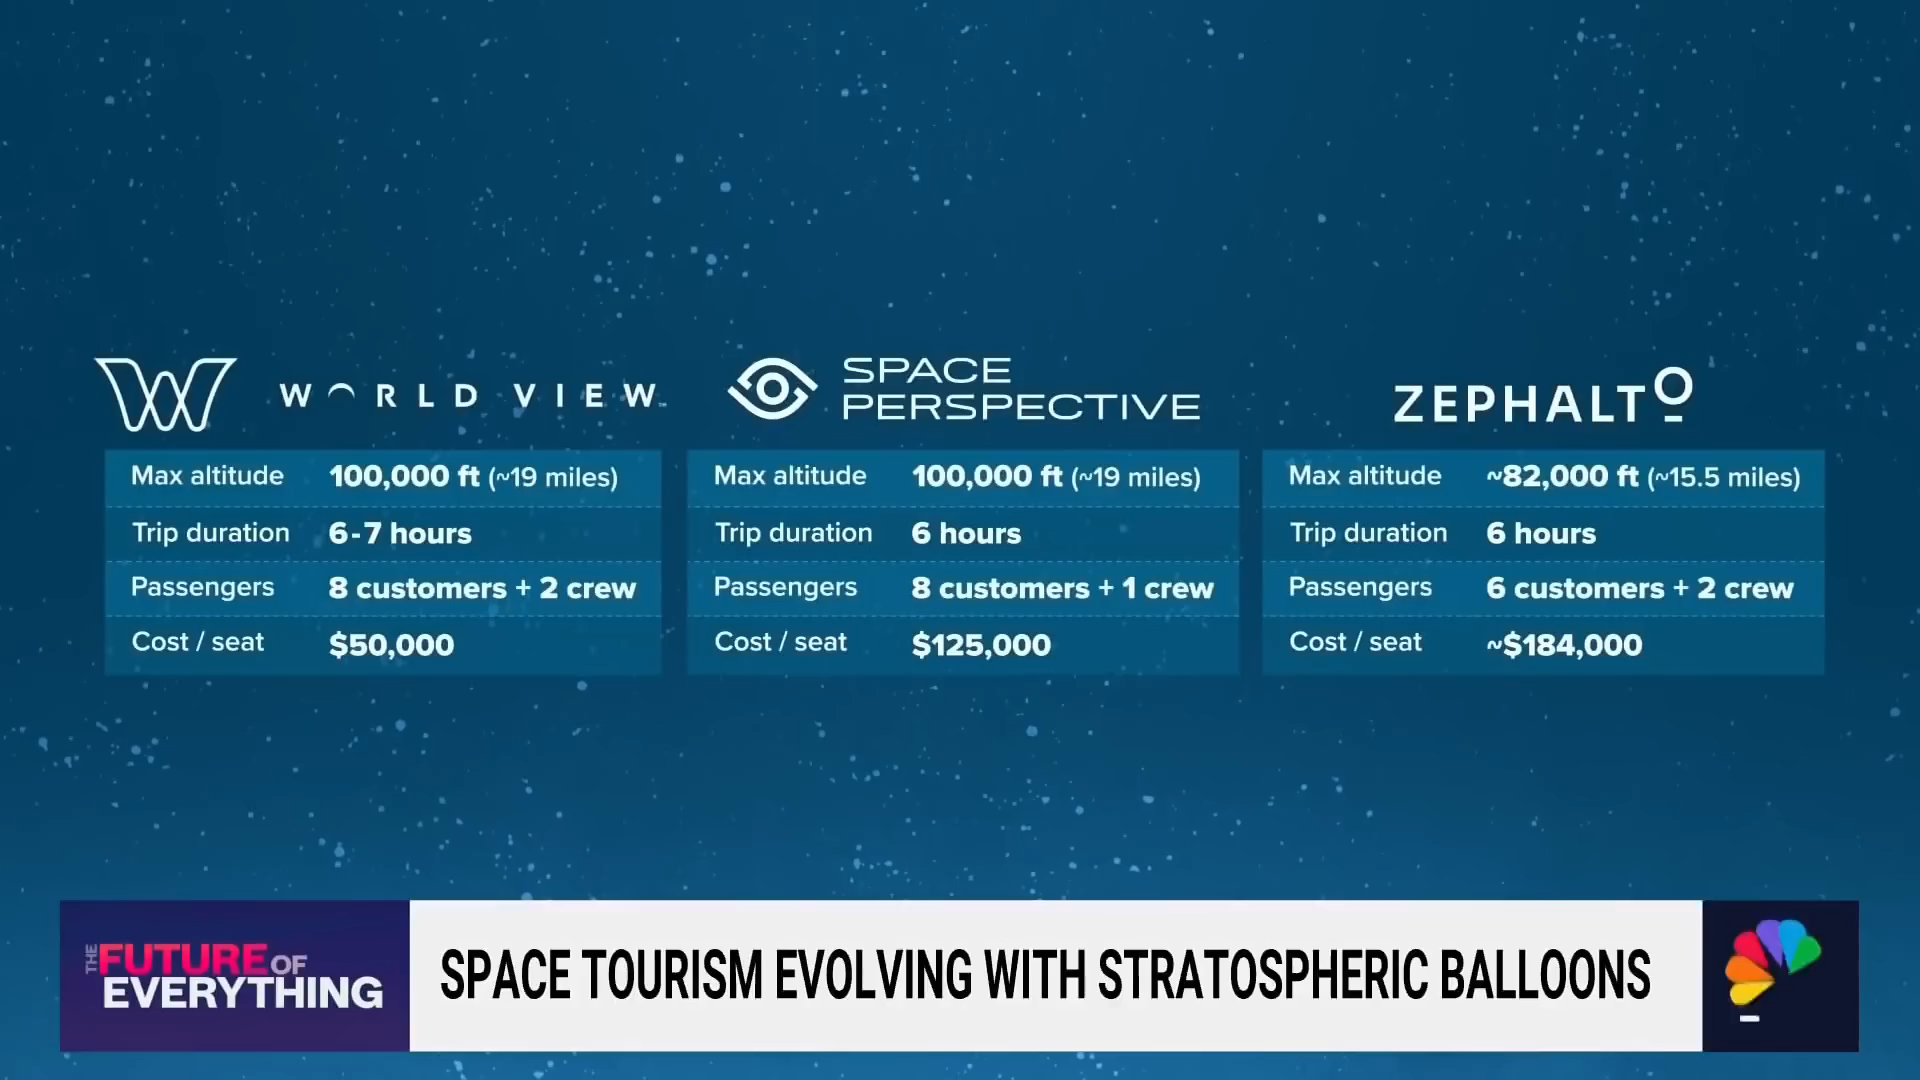 WORLD VIEW
Max altitude 100,000 ft (~19 miles)
Trip duration 6-7 hours
Passengers 8 customers + 2 crew
Cost / seat $50,000
SPACE
PERSPECTIVE
Max altitude 100,000 ft (~19 miles)
Trip duration 6 hours
Passengers 8 customers + 1 crew
Cost / seat $125,000
ZEPHALTO
Max altitude ~82,000 ft (~15.5 miles)
Trip duration 6 hours
Passengers 6 customers + 2 crew
Cost / seat ~$184,000
THE FUTURE OF
EVERYTHING
SPACE TOURISM EVOLVING WITH STRATOSPHERIC BALLOONS